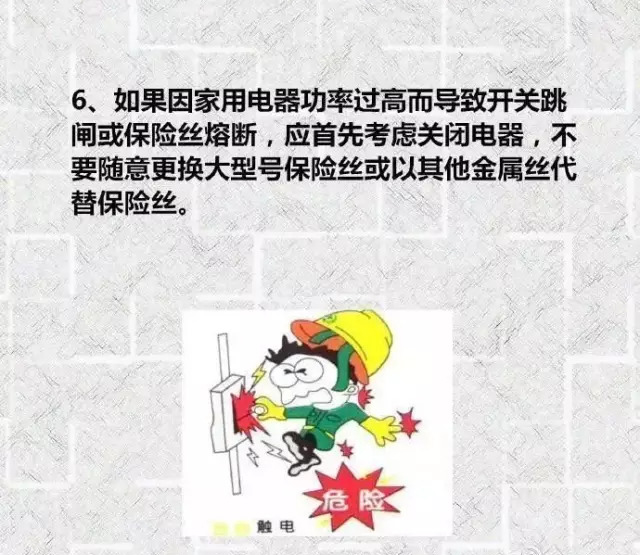 6、如果因家用电器功率过高而导致开关跳
闸或保险丝熔断，应首先考虑关闭电器，不
要随意更换大型号保险丝或以其他金属丝代
替保险丝。
危险
触电